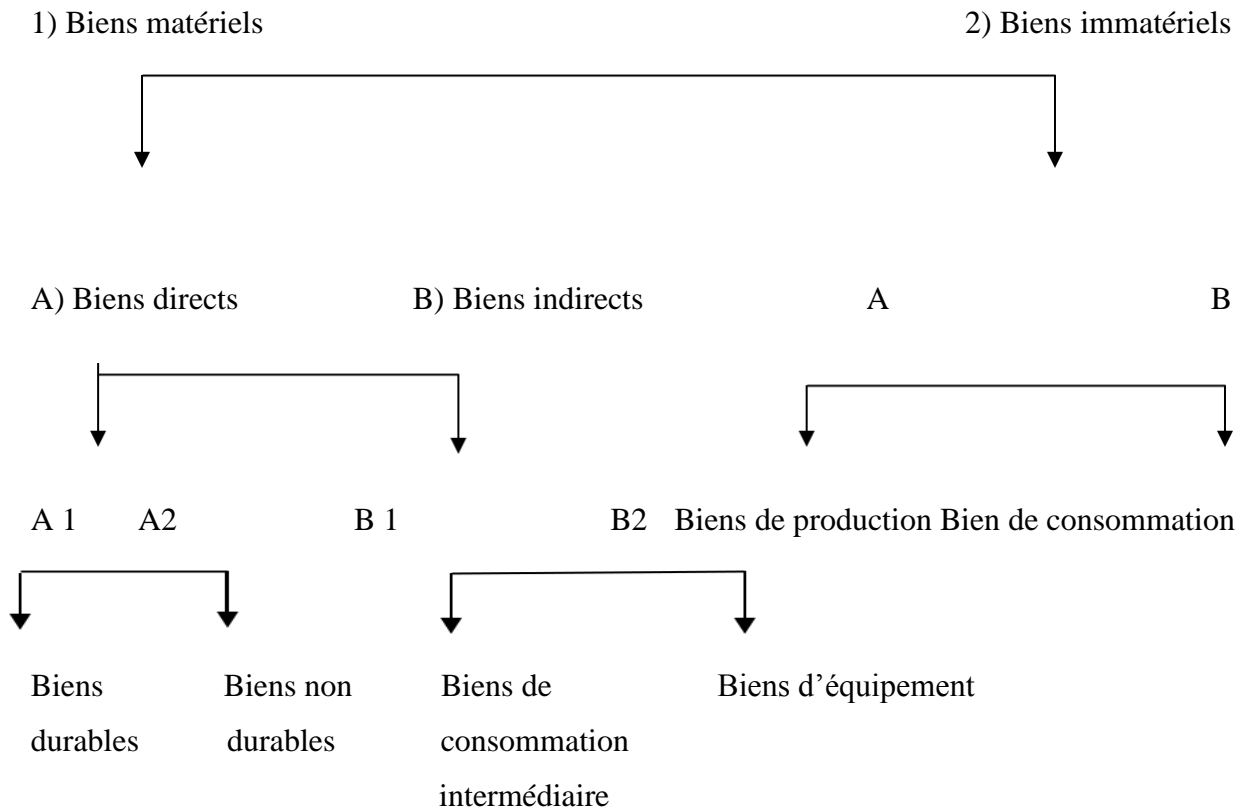 1) Biens matériels 2) Biens immatériels
A) Biens directs B) Biens indirects A B
A 1 A2 B 1 B2 Biens de production Bien de consommation
Biens Biens non Biens de Biens d’équipement
durables durables consommation
intermédiaire